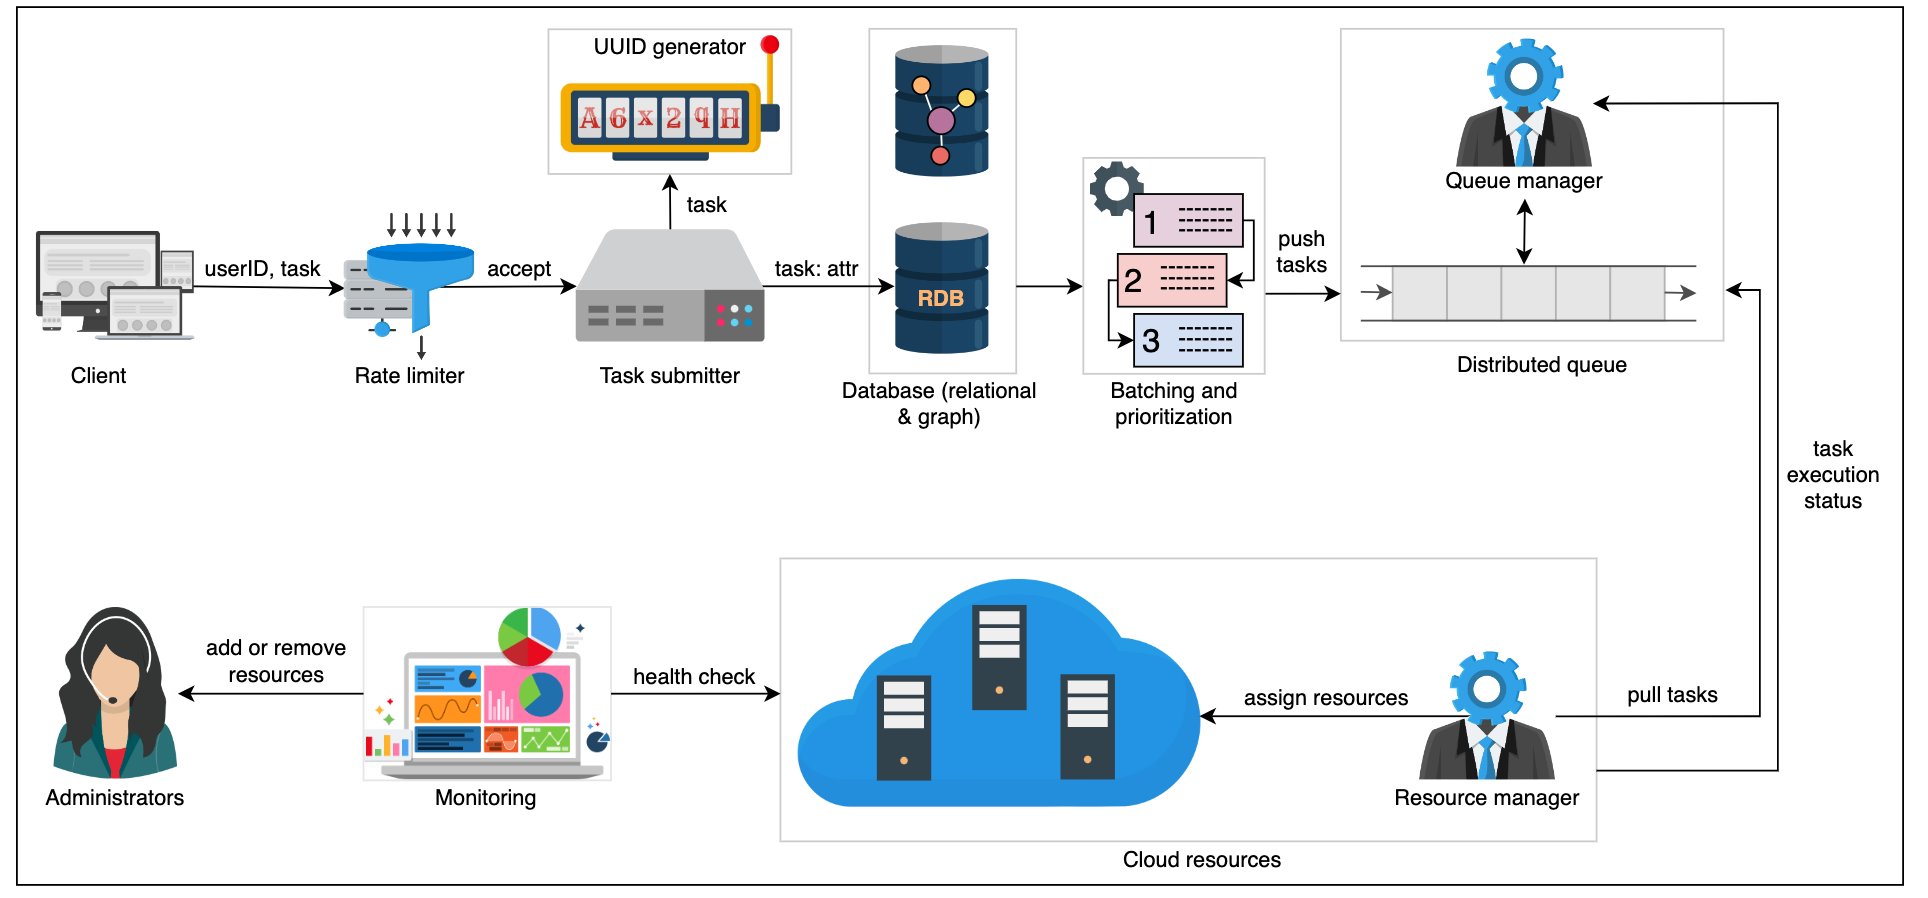 UUID generator
A6x29H
task
userID, task
accept
task: attr
RDB
1
2
3
push
tasks
Queue manager
Client
Rate limiter
Task submitter
Database (relational
& graph)
Batching and
prioritization
Distributed queue
task
execution
status
add or remove
resources
health check
assign resources
pull tasks
Administrators
Monitoring
Resource manager
Cloud resources